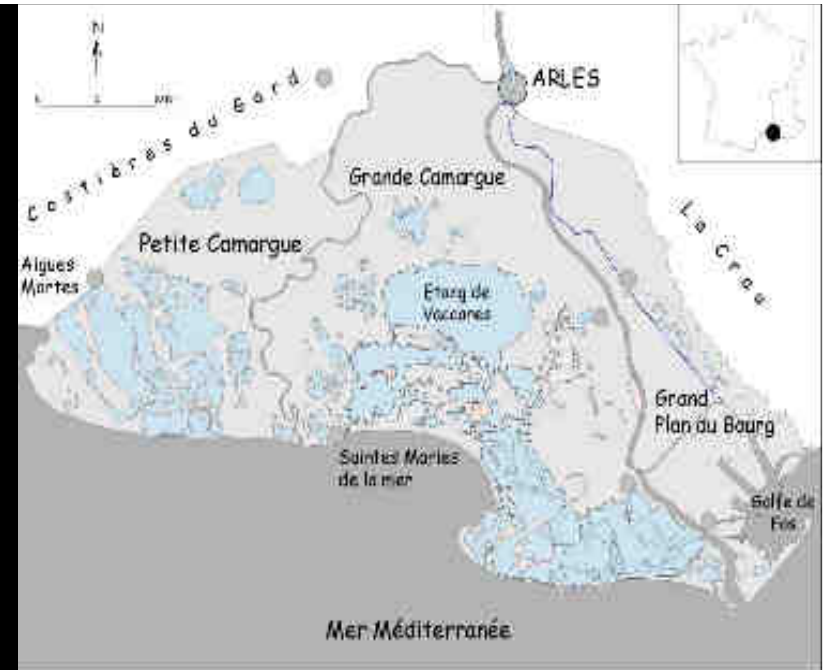 N
ARLES
Costières du Gard
Grande Camargue
La Crau
Petite Camargue
Aigues
Mortes
Etang de
Vaccares
Grand
Plan du Bourg
Saintes Maries
de la mer
Golfe de
Fos
Mer Méditerranée